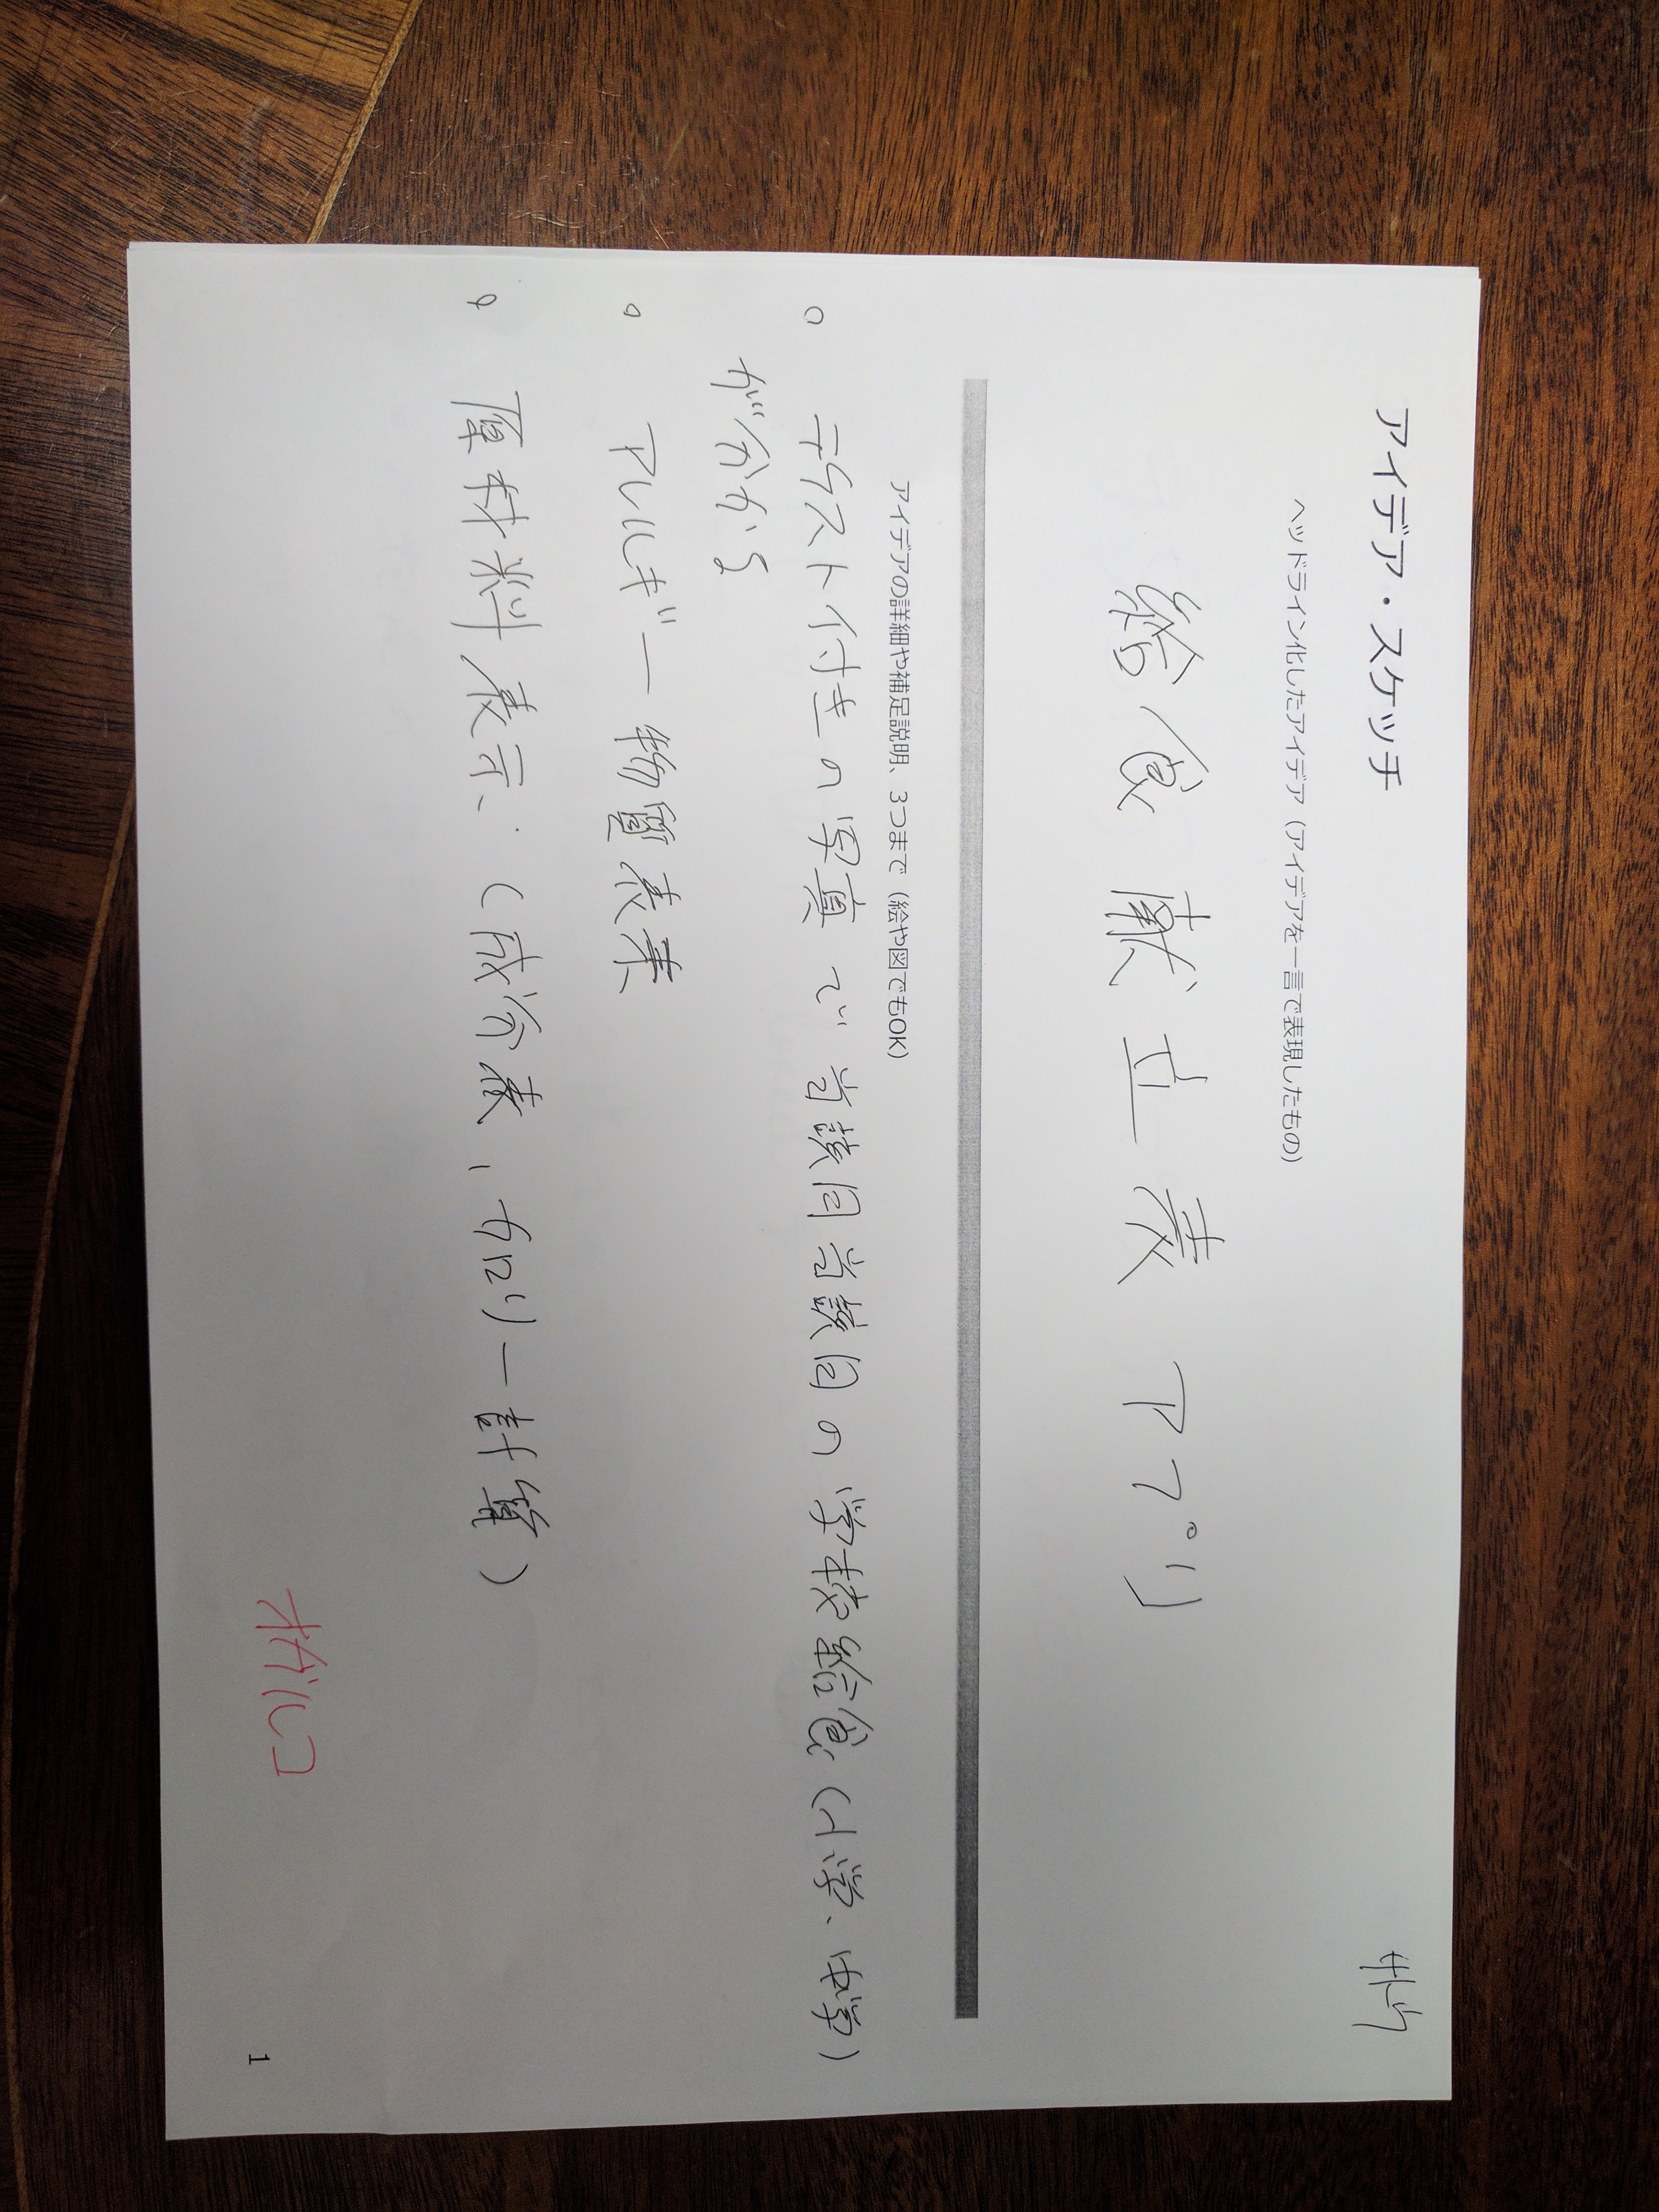 アイデア・スケッチ
ヘッドライン化したアイデア（アイデアを一言で表現したもの）
給食献立表アプリ
アイデアの詳細や補足説明、3つまで（絵や図でもOK）
○ テラスト付きの写真で当該月当該日の学校給食(小学、中学)
が分かる
○ アレルギー物質表
○ 原材料表示、(成分表、カロリー計算)
オガルコ
1